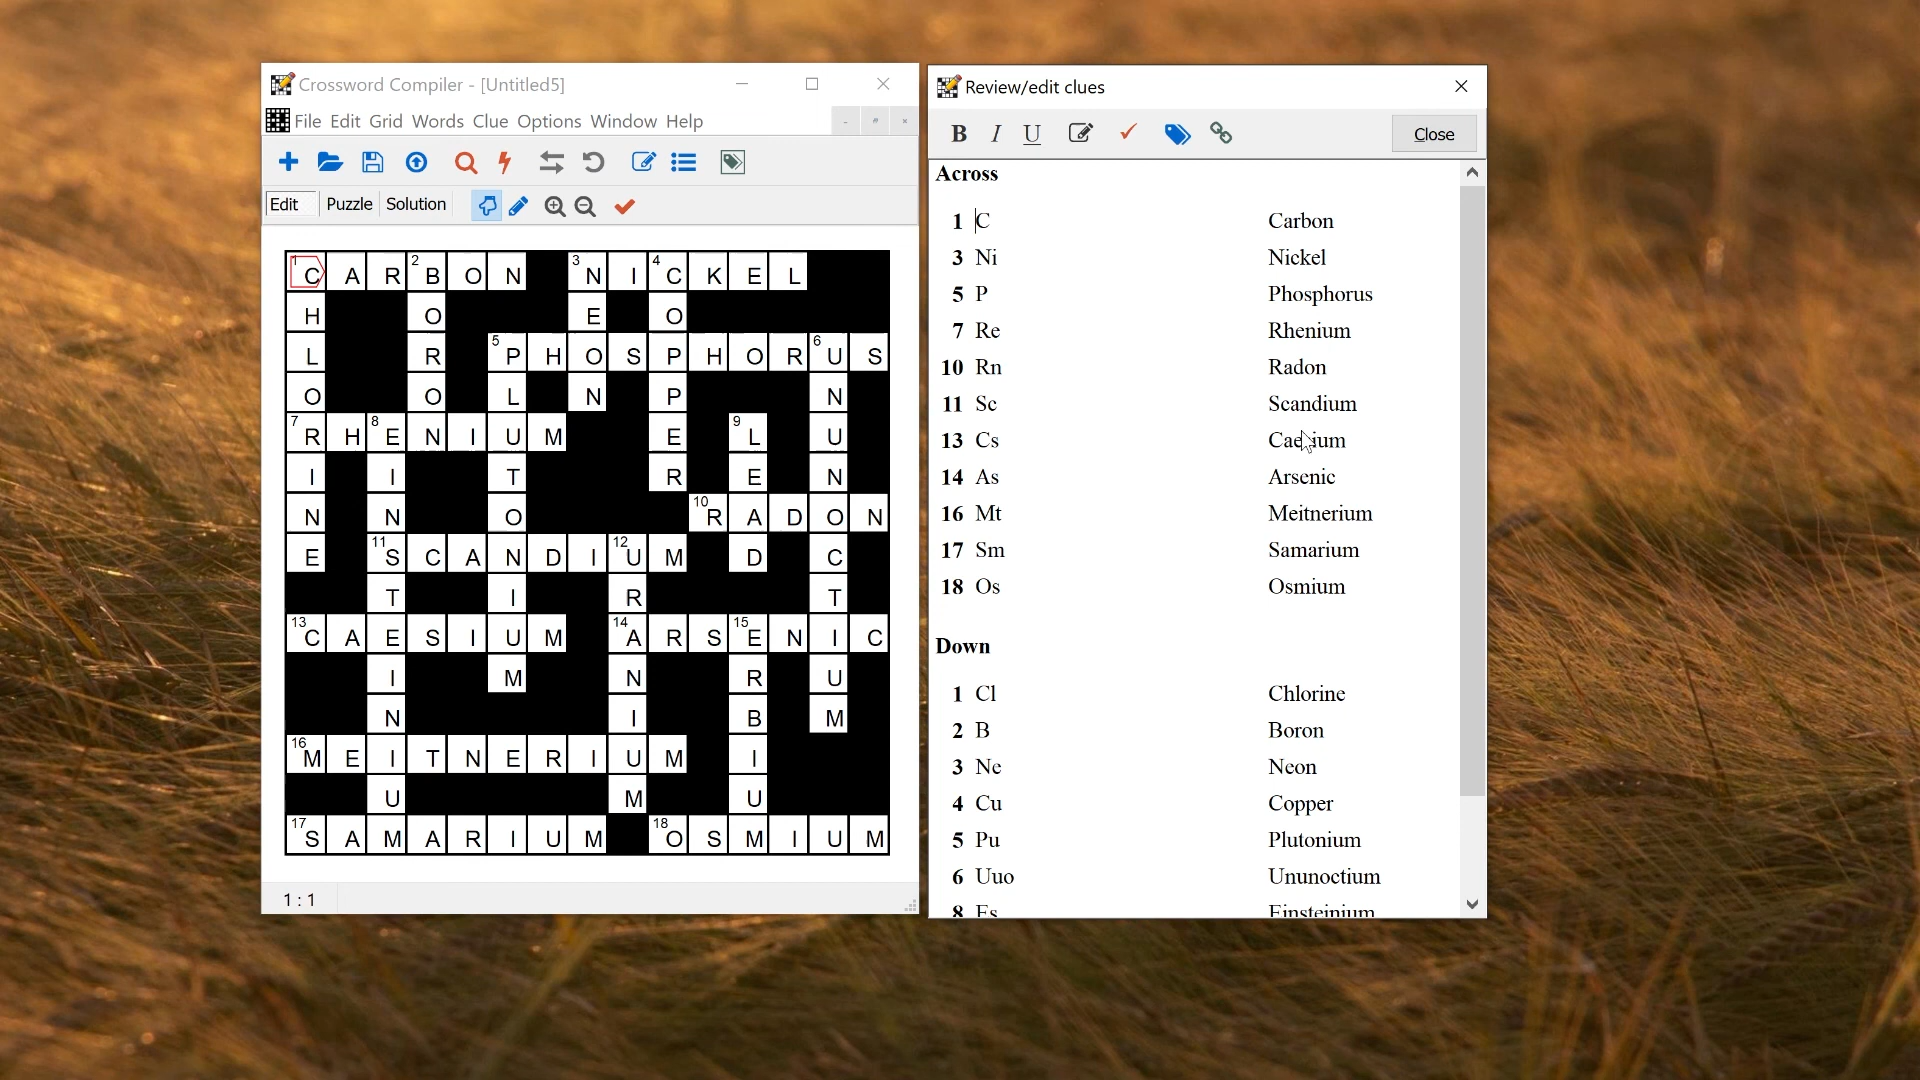 Crossword Compiler - [Untitled5]
File Edit Grid Words Clue Options Window Help
Edit Puzzle Solution
1 C A R 2 B O N 3 N I 4 C K E L
H O E O
L R 5 P H O S P H O R 6 U S
O O L N P N
7 R H 8 E N I U M E 9 L U
I I T R E N
N N O 10 R A D O N
E 11 S C A N D I 12 U M D C
T I R T
13 C A E S I U M 14 A R S 15 E N I C
I M N R U
N I B M
16 M E I T N E R I U M I
U M U
17 S A M A R I U M 18 O S M I U M
1 : 1
Review/edit clues
B I U Close
Across
1 C Carbon
3 Ni Nickel
5 P Phosphorus
7 Re Rhenium
10 Rn Radon
11 Sc Scandium
13 Cs Caesium
14 As Arsenic
16 Mt Meitnerium
17 Sm Samarium
18 Os Osmium
Down
1 Cl Chlorine
2 B Boron
3 Ne Neon
4 Cu Copper
5 Pu Plutonium
6 Uuo Ununoctium
8 Es Einsteinium